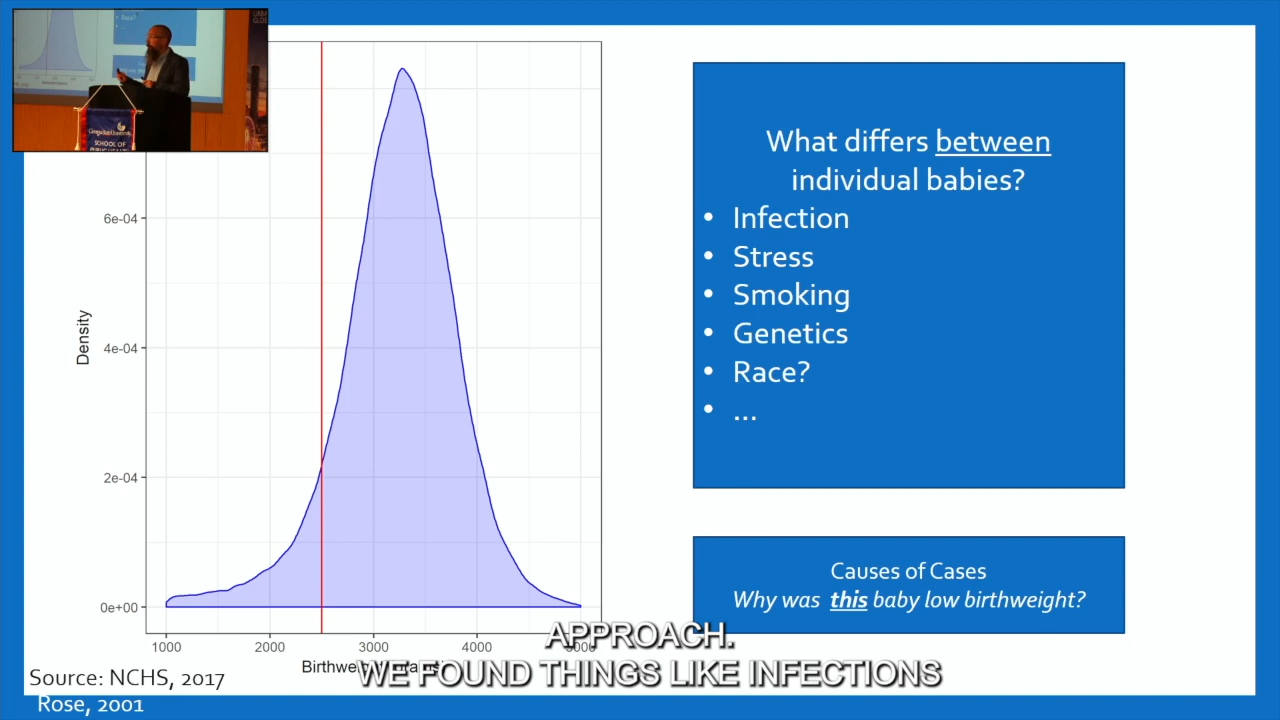 What differs between
individual babies?
• Infection
• Stress
• Smoking
• Genetics
• Race?
• ...
Causes of Cases
Why was this baby low birthweight?
Density
6e-04
4e-04
2e-04
0e+00
1000 2000 3000 4000
SCHOOL OF
APPROACH.
WE FOUND THINGS LIKE INFECTIONS
Source: NCHS, 2017
Rose, 2001